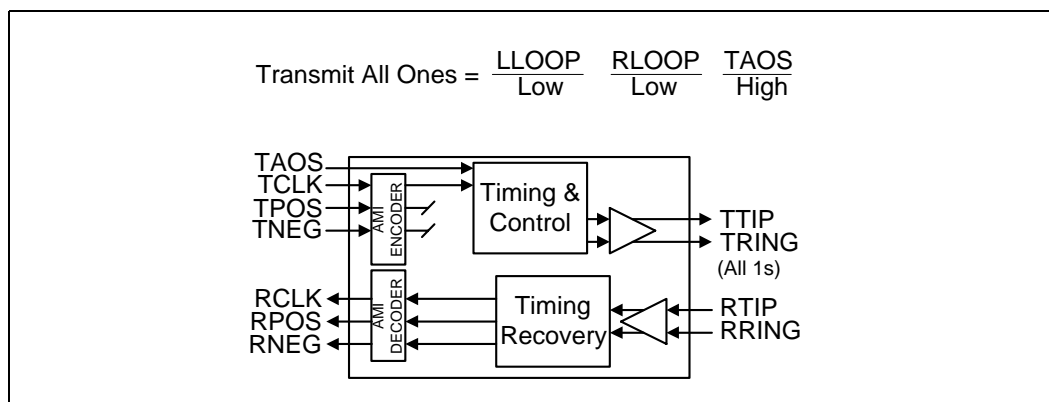 Transmit All Ones = LLOOP/Low RLOOP/Low TAOS/High
TAOS
TCLK
TPOS
TNEG
AMI
ENCODER
Timing &
Control
TTIP
TRING
(All 1s)
RCLK
RPOS
RNEG
AMI
DECODER
Timing
Recovery
RTIP
RRING